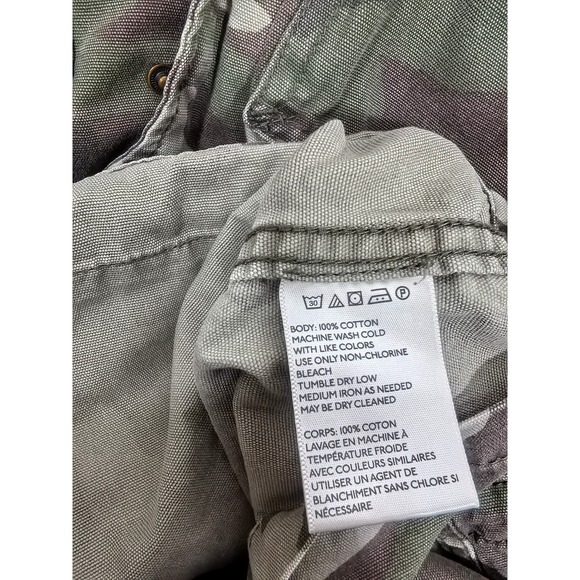 30 P
BODY: 100% COTTON
MACHINE WASH COLD
WITH LIKE COLORS
USE ONLY NON-CHLORINE
BLEACH
TUMBLE DRY LOW
MEDIUM IRON AS NEEDED
MAY BE DRY CLEANED
CORPS: 100% COTON
LAVAGE EN MACHINE À
TEMPÉRATURE FROIDE
AVEC COULEURS SIMILAIRES
UTILISER UN AGENT DE
BLANCHIMENT SANS CHLORE SI
NÉCESSAIRE